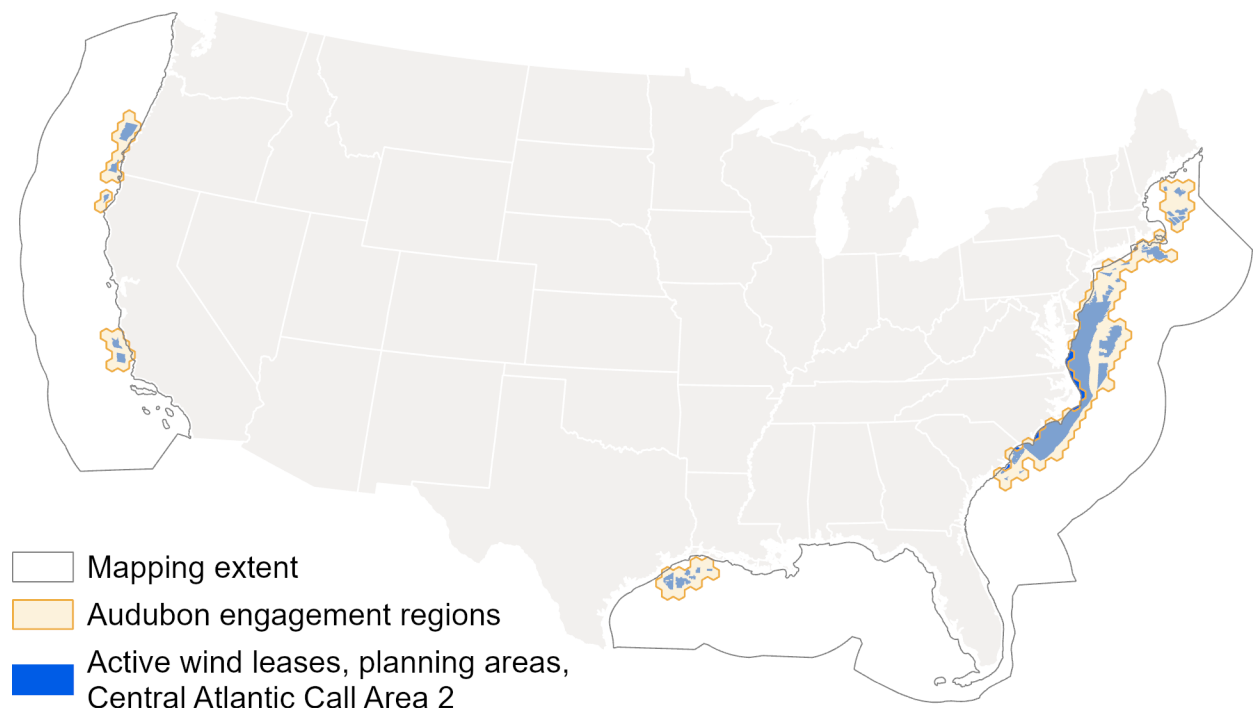 Mapping extent
Audubon engagement regions
Active wind leases, planning areas,
Central Atlantic Call Area 2